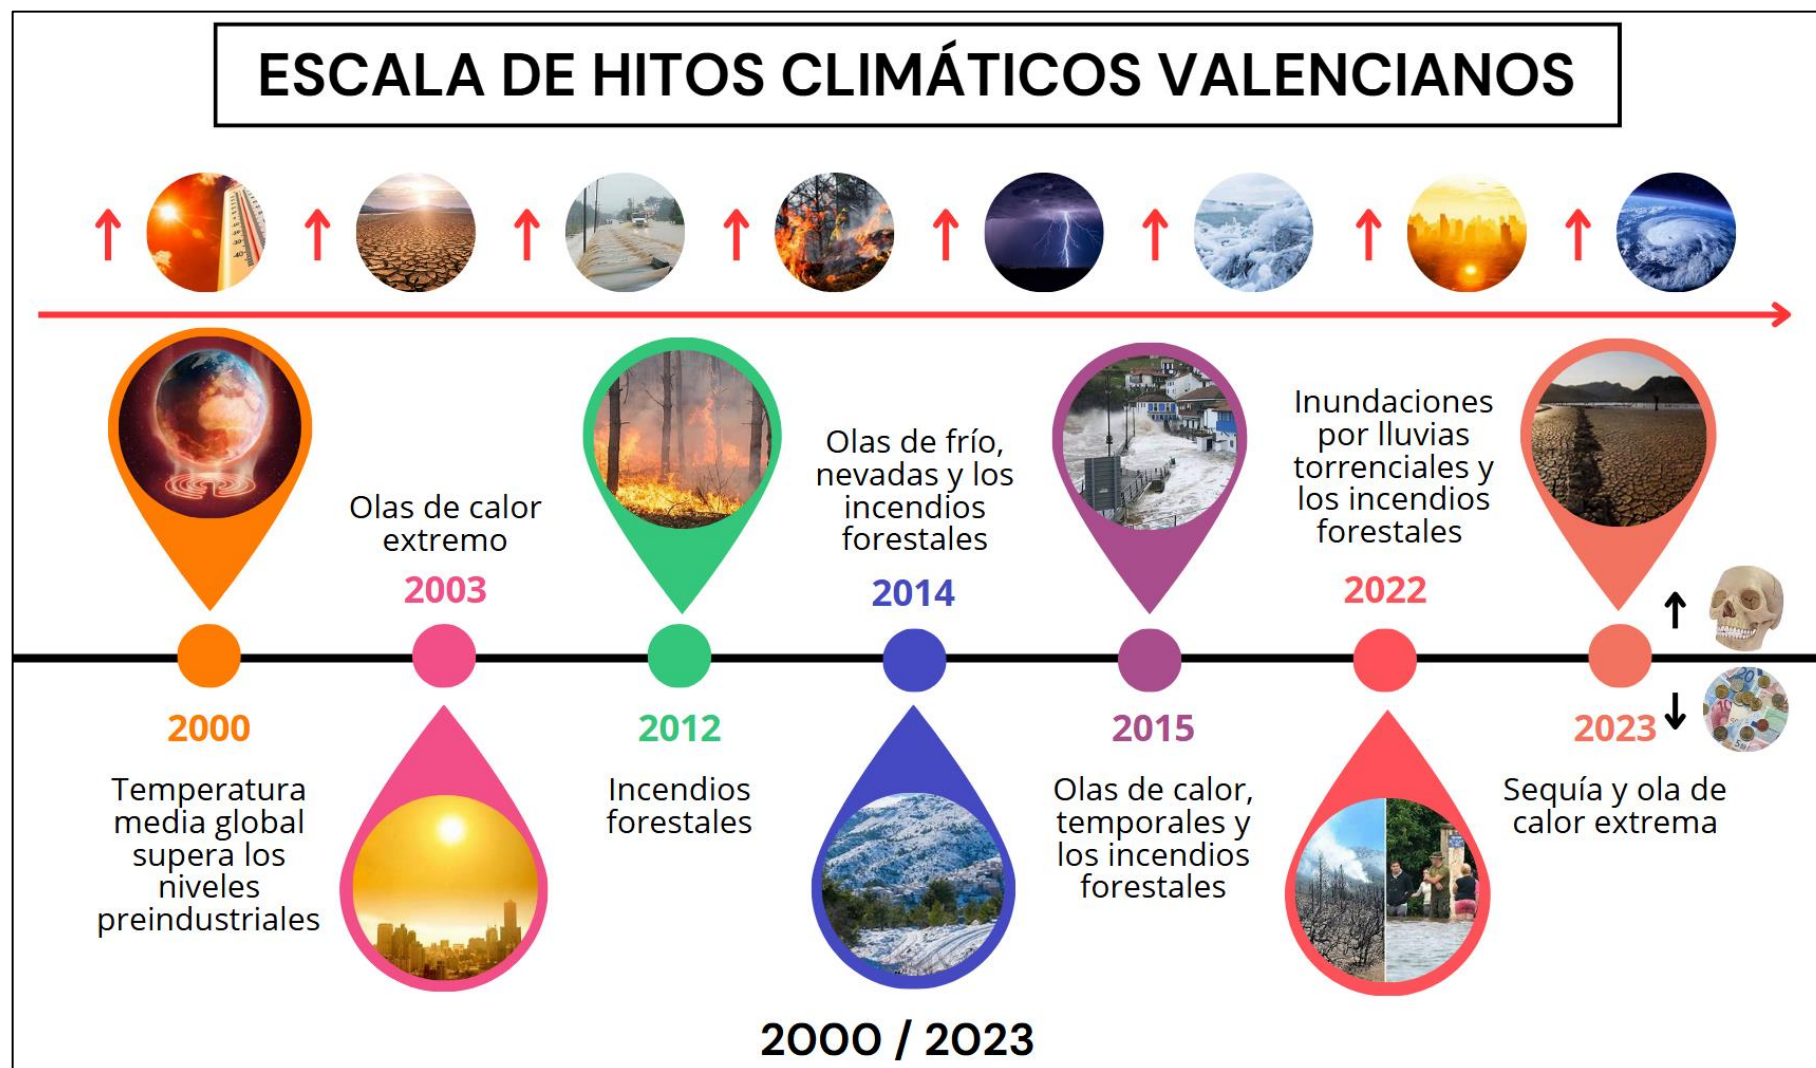 ESCALA DE HITOS CLIMÁTICOS VALENCIANOS
2000
Temperatura
media global
supera los
niveles
preindustriales
Olas de calor
extremo
2003
2012
Incendios
forestales
Olas de frío,
nevadas y los
incendios
forestales
2014
2015
Olas de calor,
temporales y
los incendios
forestales
Inundaciones
por lluvias
torrenciales y
los incendios
forestales
2022
2023
Sequía y ola de
calor extrema
2000 / 2023